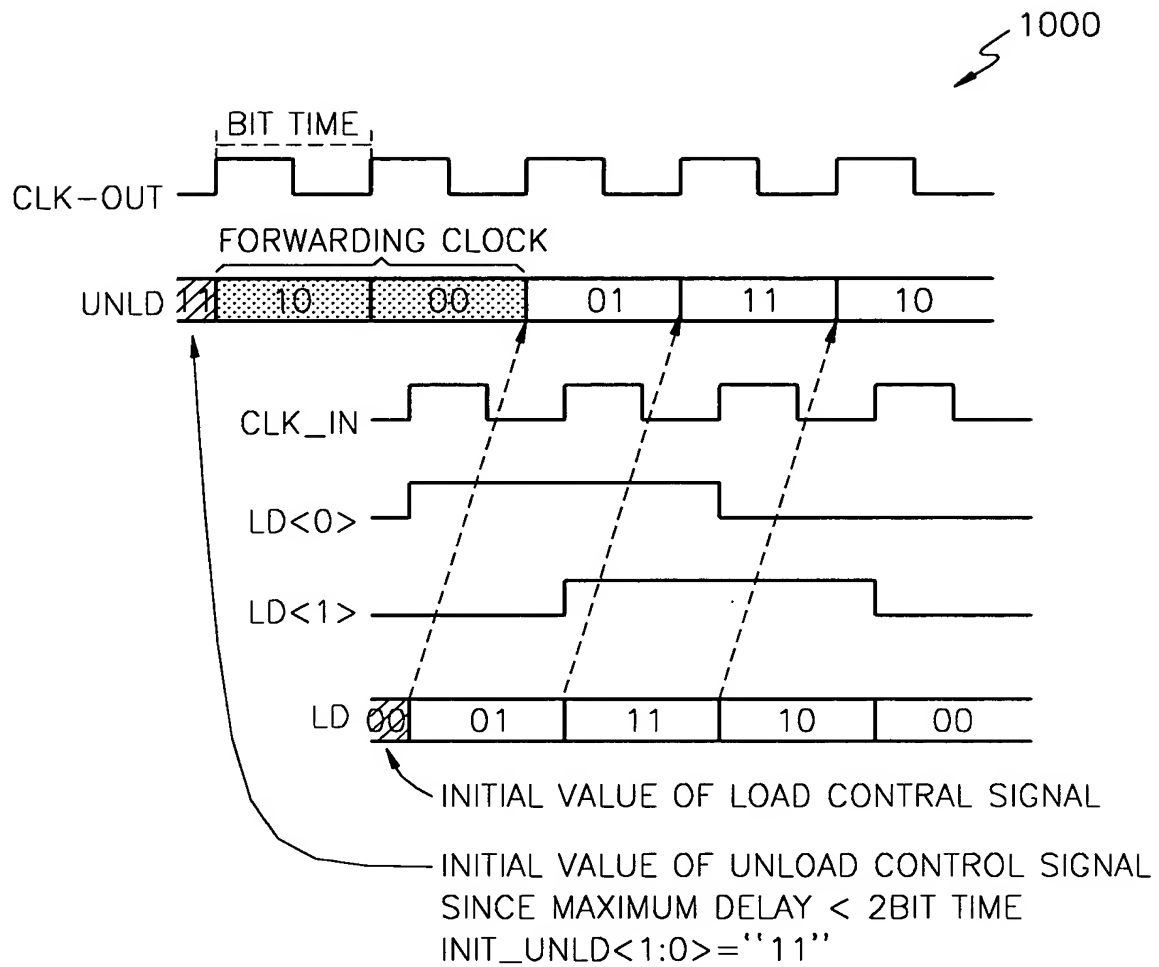 1000
BIT TIME
CLK-OUT
FORWARDING CLOCK
UNLD 11 10 00 01 11 10
CLK_IN
LD<0>
LD<1>
LD 00 01 11 10 00
INITIAL VALUE OF LOAD CONTRAL SIGNAL
INITIAL VALUE OF UNLOAD CONTROL SIGNAL
SINCE MAXIMUM DELAY < 2BIT TIME
INIT_UNLD<1:0>="11"